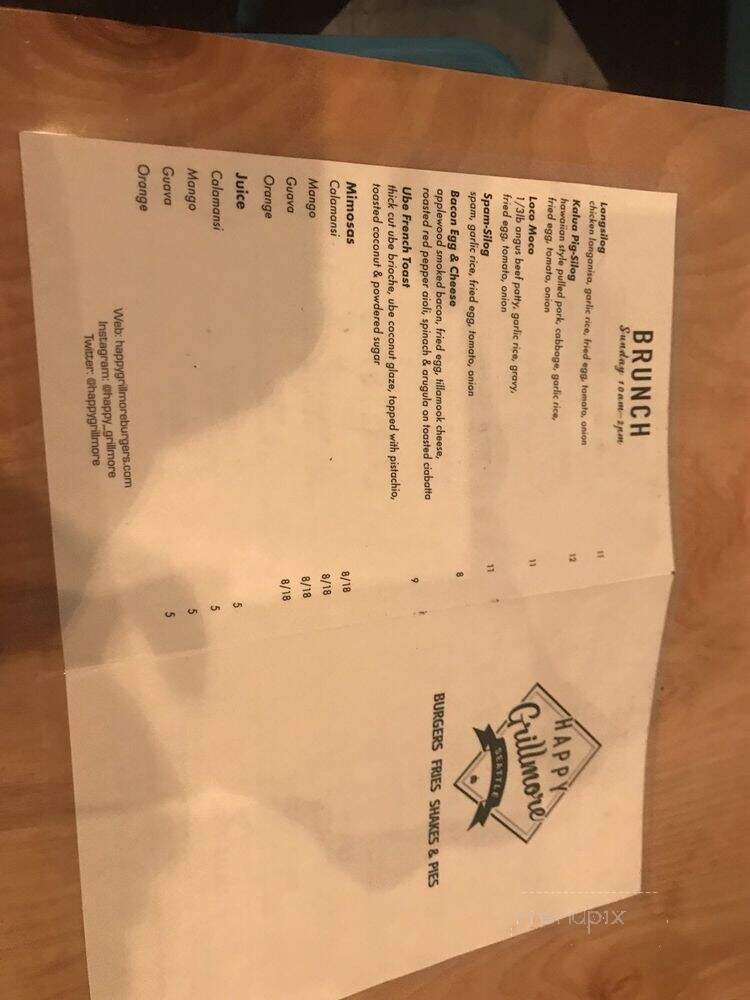 BRUNCH
Sunday 10am-2pm
Longsilog 11
chicken longanisa, garlic rice, fried egg, tomato, onion
Kalua Pig-Silog 12
hawaiian style pulled pork, cabbage, garlic rice,
fried egg, tomato, onion
Loco Moco 11
1/3lb angus beef patty, garlic rice, gravy,
fried egg, tomato, onion
Spam-Silog 11
spam, garlic rice, fried egg, tomato, onion
Bacon Egg & Cheese 8
applewood smoked bacon, fried egg, tillamook cheese,
roasted red pepper aioli, spinach & arugula on toasted ciabatta
Ube French Toast 9
thick cut ube brioche, ube coconut glaze, topped with pistachio,
toasted coconut & powdered sugar
Mimosas
Calamansi 8/18
Mango 8/18
Guava 8/18
Orange 8/18
Juice
Calamansi 5
Mango 5
Guava 5
Orange 5
Web: happygrillmoreburgers.com
Instagram: @happy_grillmore
Twitter: @happygrillmore
HAPPY
Grillmore
SEATTLE
BURGERS FRIES SHAKES & PIES
menupix